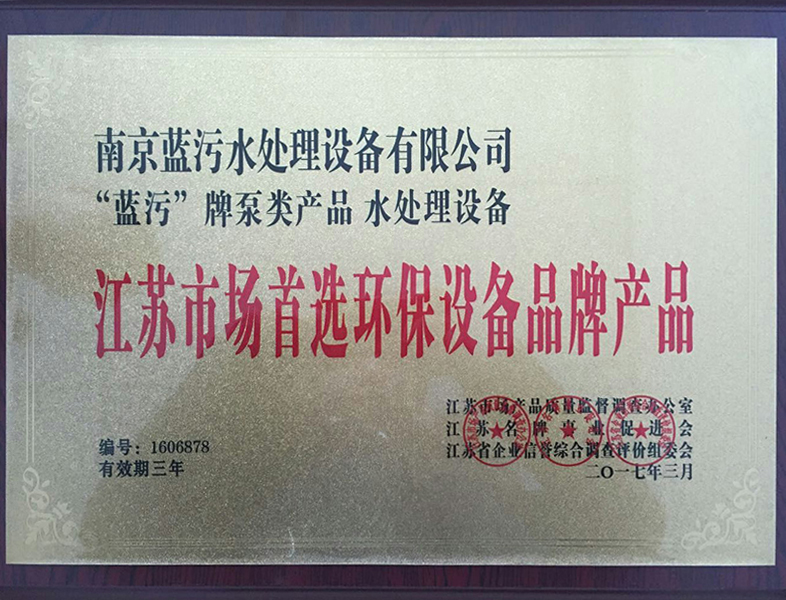 南京蓝污水处理设备有限公司
“蓝污”牌泵类产品 水处理设备
江苏市场首选环保设备品牌产品
江苏市场产品质量监督调查办公室
江苏名牌事业促进会
江苏省企业信誉综合调查评价组委会
二〇一七年三月
编号：1606878
有效期三年